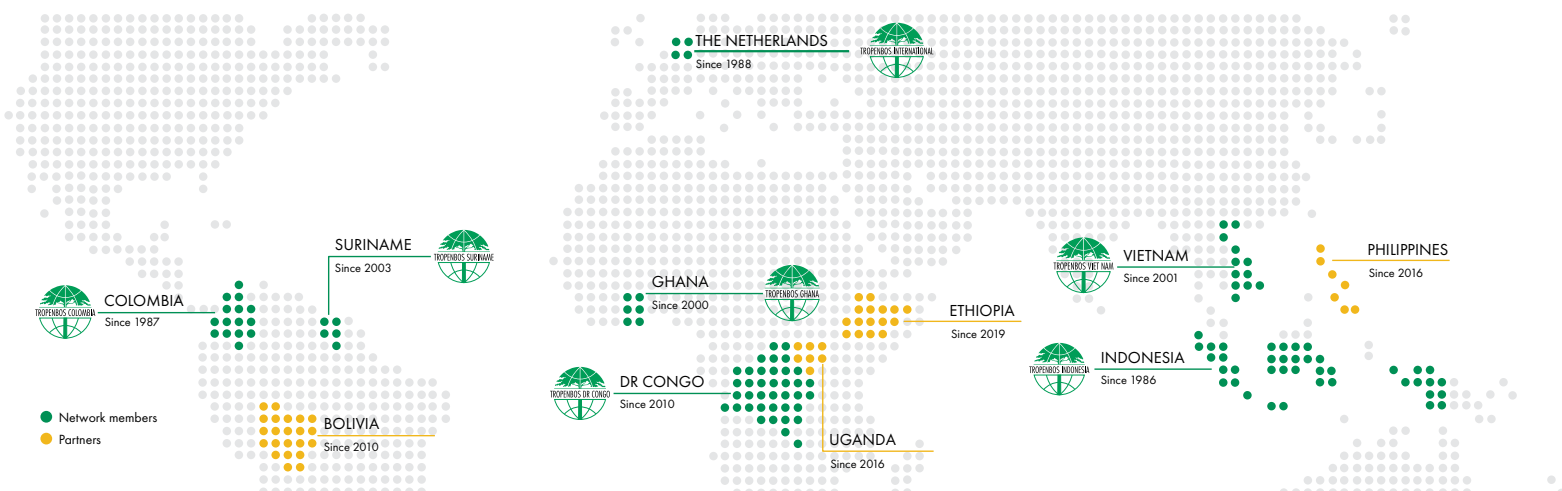 THE NETHERLANDS
Since 1988
TROPENBOS INTERNATIONAL
SURINAME
Since 2003
TROPENBOS SURINAME
COLOMBIA
Since 1987
TROPENBOS COLOMBIA
GHANA
Since 2000
TROPENBOS GHANA
ETHIOPIA
Since 2019
VIETNAM
Since 2001
TROPENBOS VIET NAM
PHILIPPINES
Since 2016
INDONESIA
Since 1986
TROPENBOS INDONESIA
DR CONGO
Since 2010
TROPENBOS DR CONGO
UGANDA
Since 2016
BOLIVIA
Since 2010
Network members
Partners